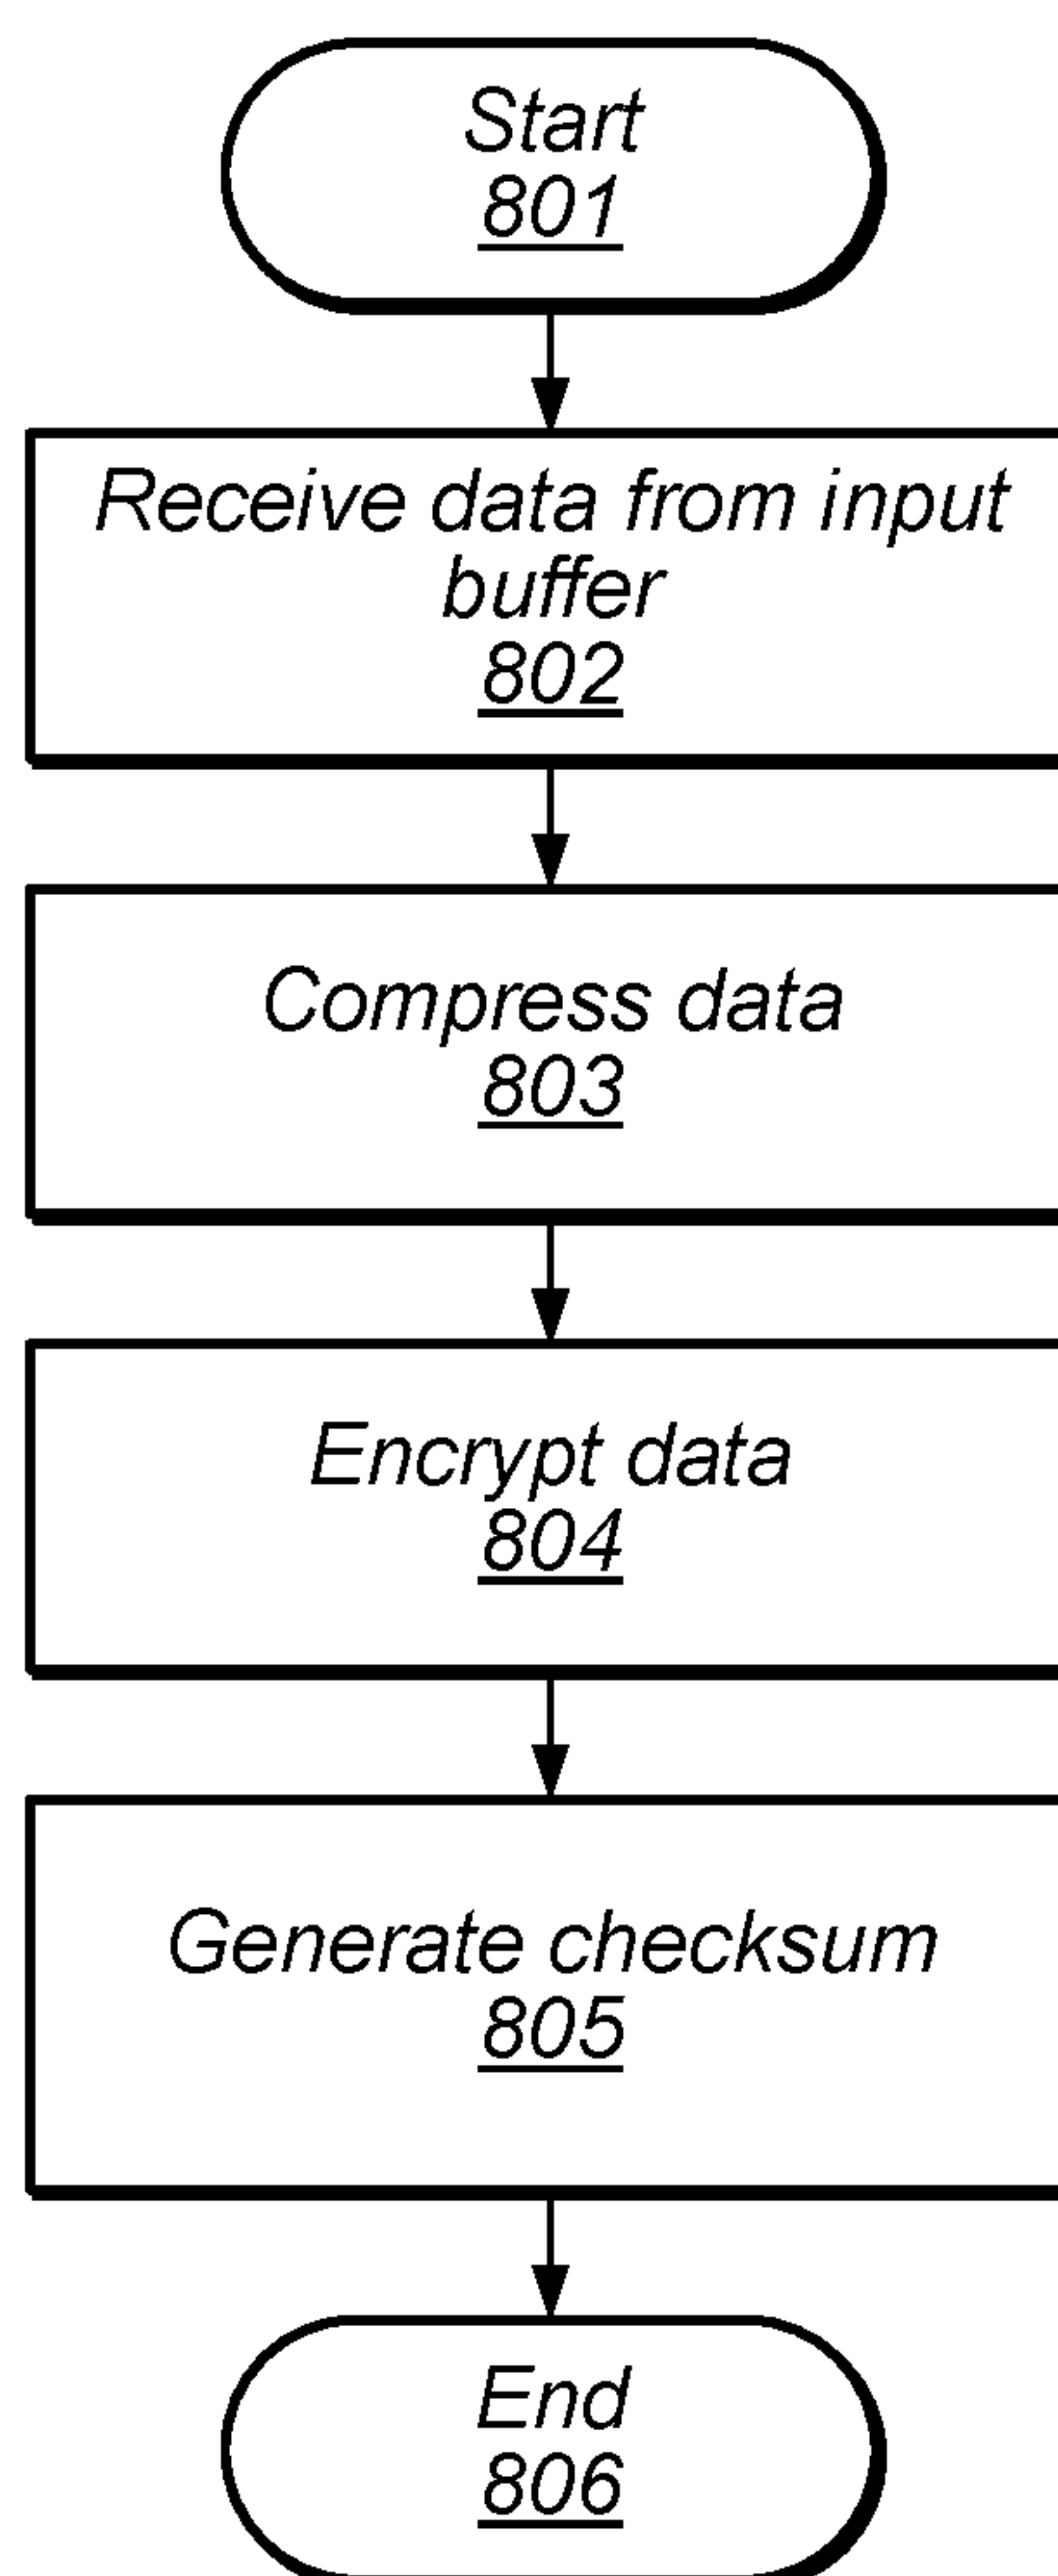 Start
801
Receive data from input
buffer
802
Compress data
803
Encrypt data
804
Generate checksum
805
End
806